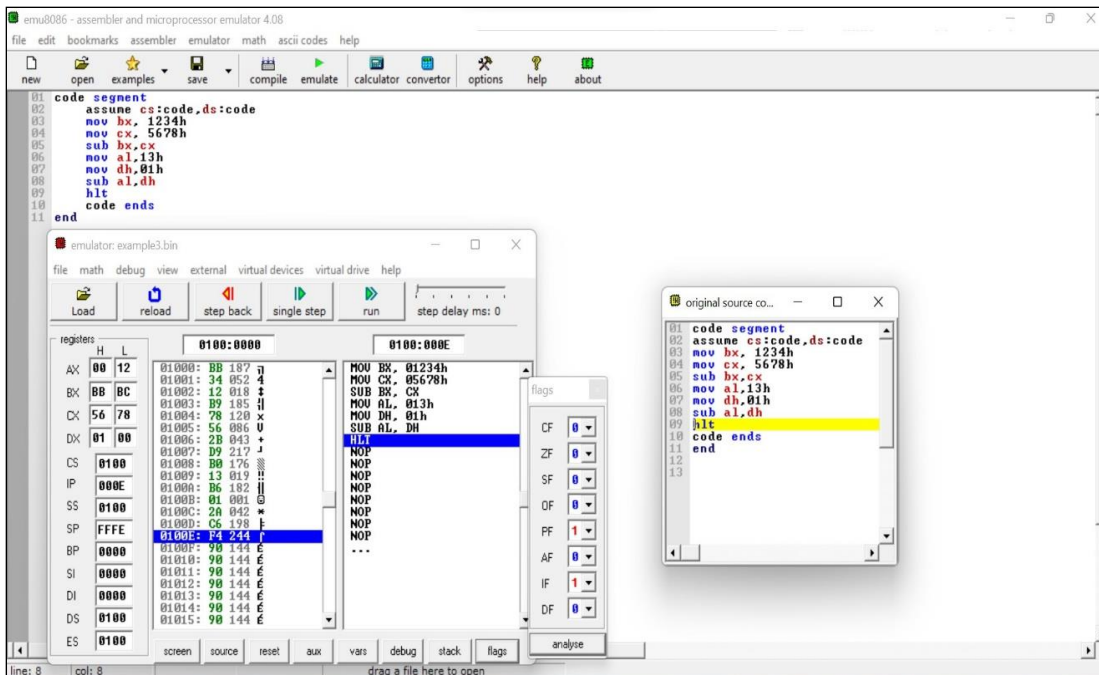 emu8086 - assembler and microprocessor emulator 4.08
file edit bookmarks assembler emulator math ascii codes help
new open examples save compile emulate calculator convertor options help about
01 code segment
02 assume cs:code,ds:code
03 mov bx, 1234h
04 mov cx, 5678h
05 sub bx,cx
06 mov al,13h
07 mov dh,01h
08 sub al,dh
09 hlt
10 code ends
11 end
emulator: example3.bin
file math debug view external virtual devices virtual drive help
Load reload step back single step run step delay ms: 0
registers
H L
AX 00 12
BX BB BC
CX 56 78
DX 01 00
CS 0100
IP 000E
SS 0100
SP FFFE
BP 0000
SI 0000
DI 0000
DS 0100
ES 0100
0100:0000
01000: BB 187 ╗
01001: 34 052 4
01002: 12 018 ↕
01003: B9 185 ╣
01004: 78 120 x
01005: 56 086 V
01006: 2B 043 +
01007: D9 217 ┘
01008: B0 176 ░
01009: 13 019 ‼
0100A: B6 182 ╢
0100B: 01 001 ☺
0100C: 2A 042 *
0100D: C6 198 ╞
0100E: F4 244 ⌠
0100F: 90 144 É
01010: 90 144 É
01011: 90 144 É
01012: 90 144 É
01013: 90 144 É
01014: 90 144 É
01015: 90 144 É
0100:000E
MOV BX, 01234h
MOV CX, 05678h
SUB BX, CX
MOV AL, 013h
MOV DH, 01h
SUB AL, DH
HLT
NOP
NOP
NOP
NOP
NOP
NOP
NOP
NOP
...
screen source reset aux vars debug stack flags
flags
CF 0
ZF 0
SF 0
OF 0
PF 1
AF 0
IF 1
DF 0
analyse
original source co...
01 code segment
02 assume cs:code,ds:code
03 mov bx, 1234h
04 mov cx, 5678h
05 sub bx,cx
06 mov al,13h
07 mov dh,01h
08 sub al,dh
09 hlt
10 code ends
11 end
12
13
line: 8 col: 8 drag a file here to open